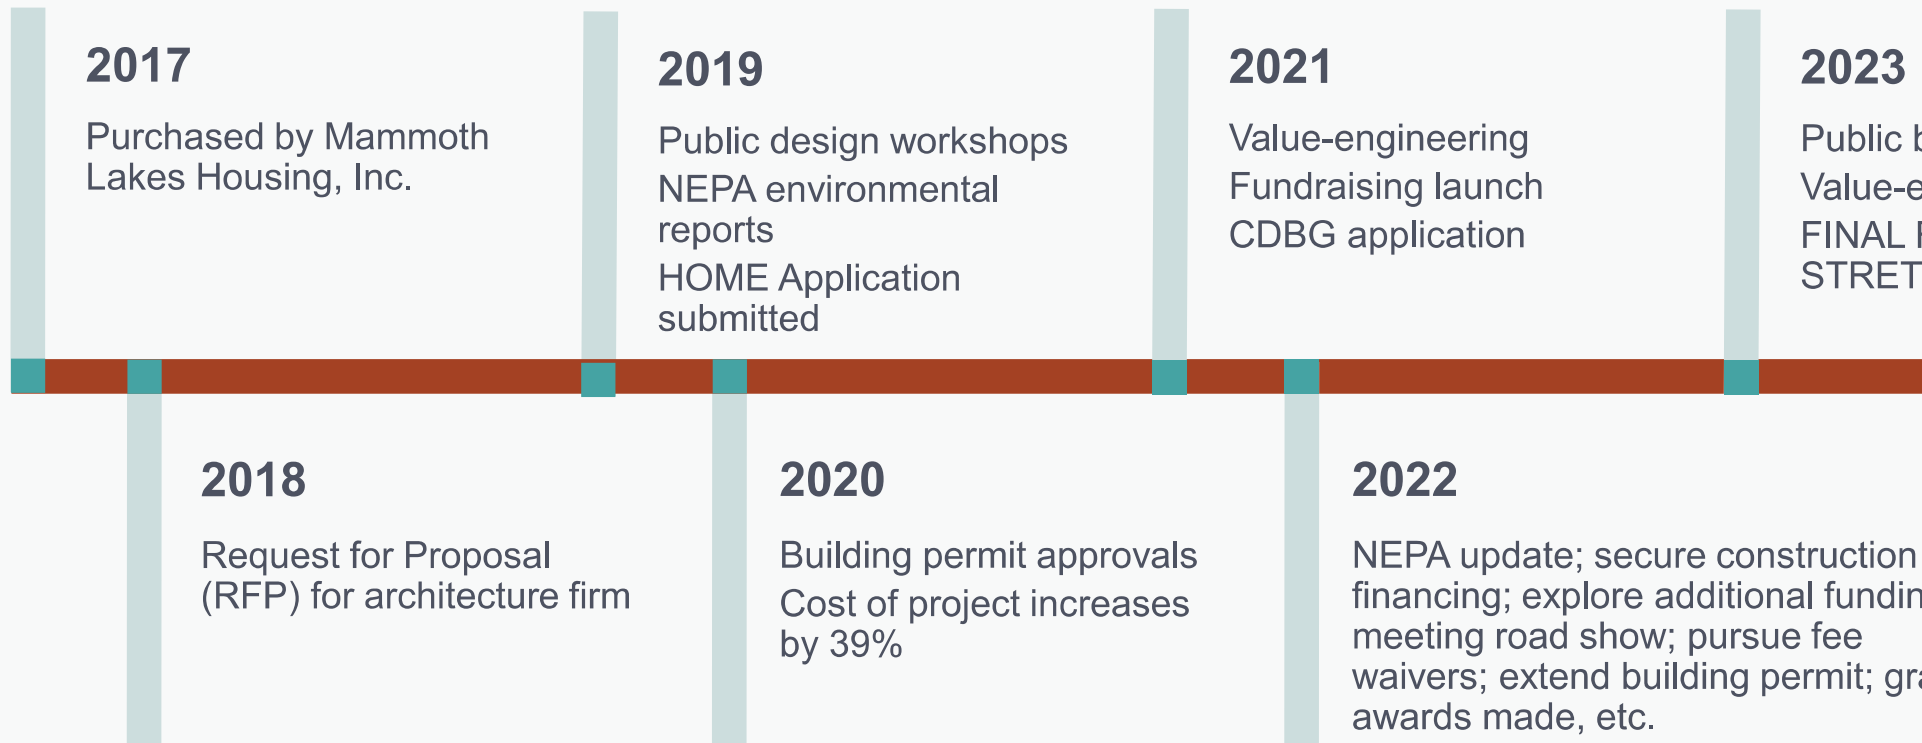 2017
Purchased by Mammoth
Lakes Housing, Inc.
2019
Public design workshops
NEPA environmental
reports
HOME Application
submitted
2021
Value-engineering
Fundraising launch
CDBG application
2023
Public
FINAL
2018
Request for Proposal
(RFP) for architecture firm
2020
Building permit approvals
Cost of project increases
by 39%
2022
NEPA update; secure construction
financing; explore additional
meeting road show; pursue fee
waivers; extend building permit;
awards made, etc.